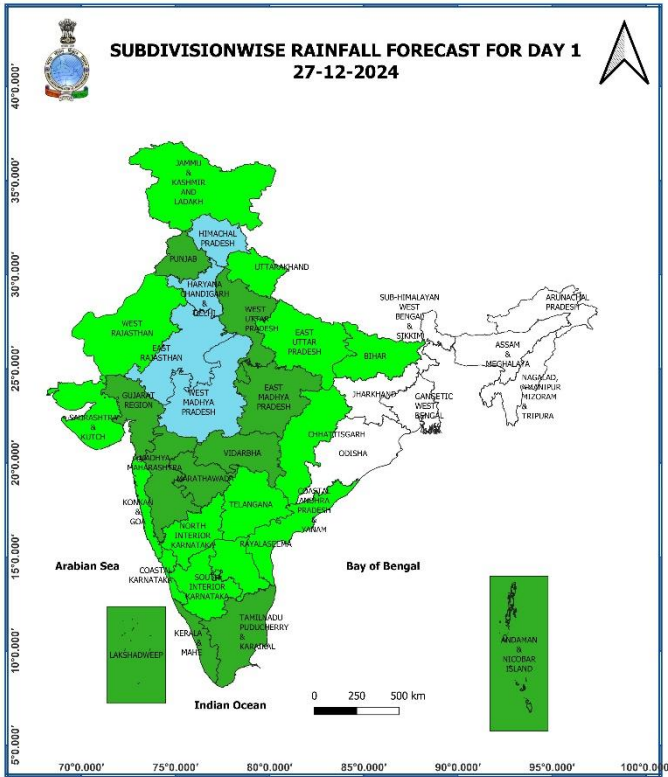 SUBDIVISIONWISE RAINFALL FORECAST FOR DAY 1
27-12-2024
JAMMU
&
KASHMIR
AND
LADAKH
HIMACHAL
PRADESH
PUNJAB
UTTARAKHAND
HARYANA
CHANDIGARH
&
DELHI
WEST
UTTAR
PRADESH
WEST
RAJASTHAN
EAST
RAJASTHAN
EAST
UTTAR
PRADESH
BIHAR
SUB-HIMALAYAN
WEST
BENGAL
&
SIKKIM
ARUNACHAL
PRADESH
ASSAM
&
MEGHALAYA
NAGALAD,
MANIPUR
MIZORAM
&
TRIPURA
GUJARAT
REGION
SAURASHTRA
&
KUTCH
WEST
MADHYA
PRADESH
EAST
MADHYA
PRADESH
JHARKHAND
GANGETIC
WEST
BENGAL
CHHATTISGARH
ODISHA
VIDARBHA
MADHYA
MAHARASHTRA
MARATHAWADA
KONKAN
&
GOA
TELANGANA
COASTAL
ANDHRA
PRADESH
&
YANAM
NORTH
INTERIOR
KARNATAKA
RAYALASEEMA
COASTAL
KARNATAKA
SOUTH
INTERIOR
KARNATAKA
Arabian Sea
Bay of Bengal
LAKSHADWEEP
KERALA
&
MAHE
TAMILNADU
PUDUCHERRY
&
KARAIKAL
ANDAMAN
&
NICOBAR
ISLAND
Indian Ocean
0 250 500 km
40°0.000'
35°0.000'
30°0.000'
25°0.000'
20°0.000'
15°0.000'
10°0.000'
5°0.000'
70°0.000' 75°0.000' 80°0.000' 85°0.000' 90°0.000' 95°0.000' 100°0.000'